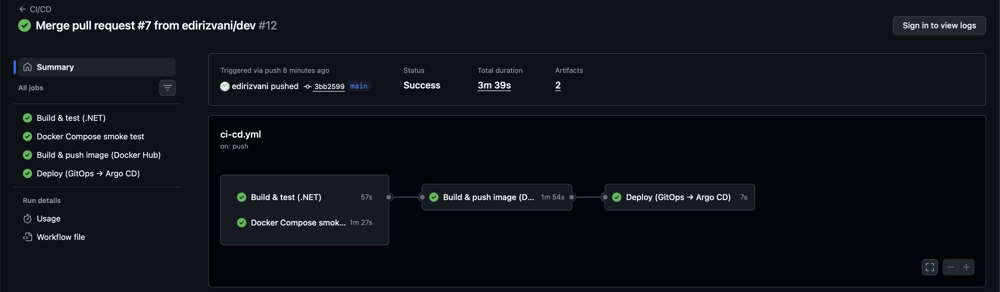 ← CI/CD
Merge pull request #7 from edirizvani/dev #12
Sign in to view logs
Summary
All jobs
Build & test (.NET)
Docker Compose smoke test
Build & push image (Docker Hub)
Deploy (GitOps → Argo CD)
Run details
Usage
Workflow file
Triggered via push 8 minutes ago
edirizvani pushed 3bb2599 main
Status
Success
Total duration
3m 39s
Artifacts
2
ci-cd.yml
on: push
Build & test (.NET) 57s
Docker Compose smok... 1m 27s
Build & push image (D... 1m 54s
Deploy (GitOps → Argo CD) 7s